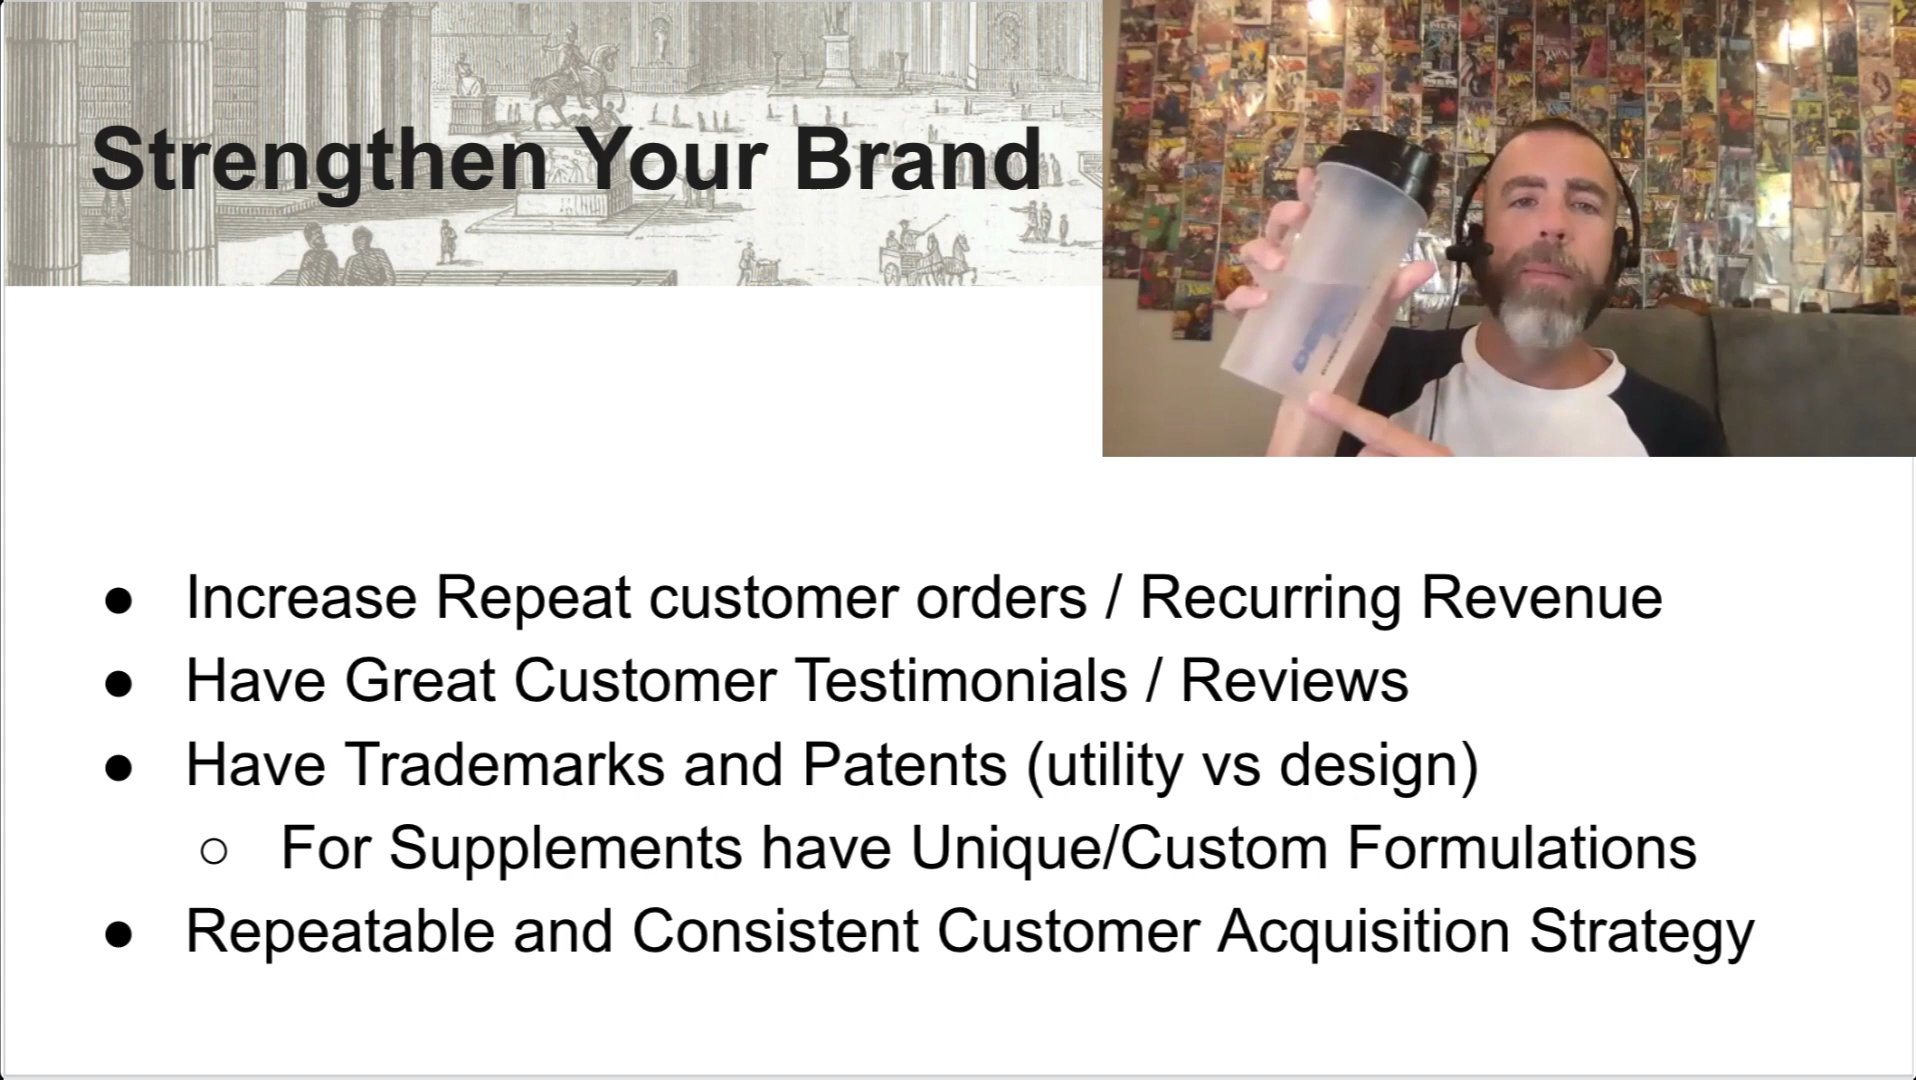 Strengthen Your Brand
● Increase Repeat customer orders / Recurring Revenue
● Have Great Customer Testimonials / Reviews
● Have Trademarks and Patents (utility vs design)
○ For Supplements have Unique/Custom Formulations
● Repeatable and Consistent Customer Acquisition Strategy